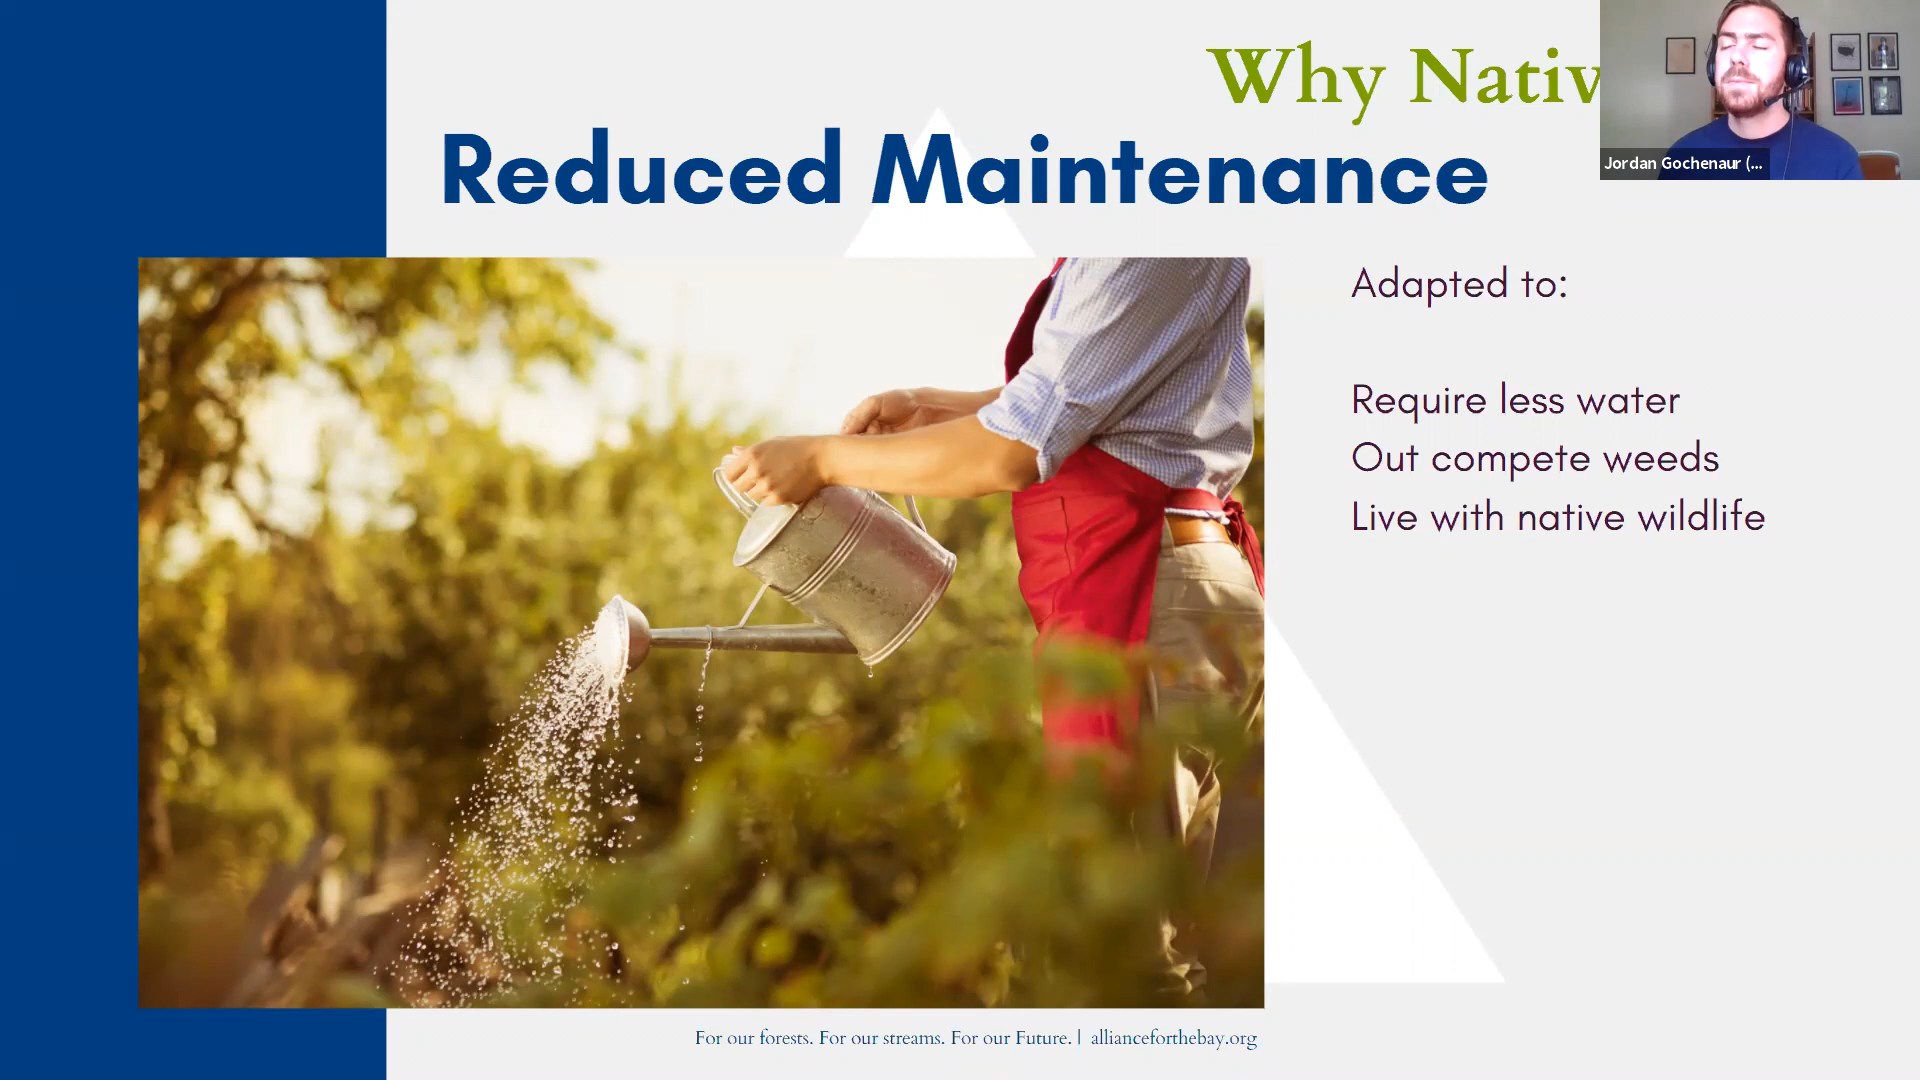 Why Nativ
Reduced Maintenance
Jordan Gochenaur (...
Adapted to:
Require less water
Out compete weeds
Live with native wildlife
For our forests. For our streams. For our Future. | allianceforthebay.org